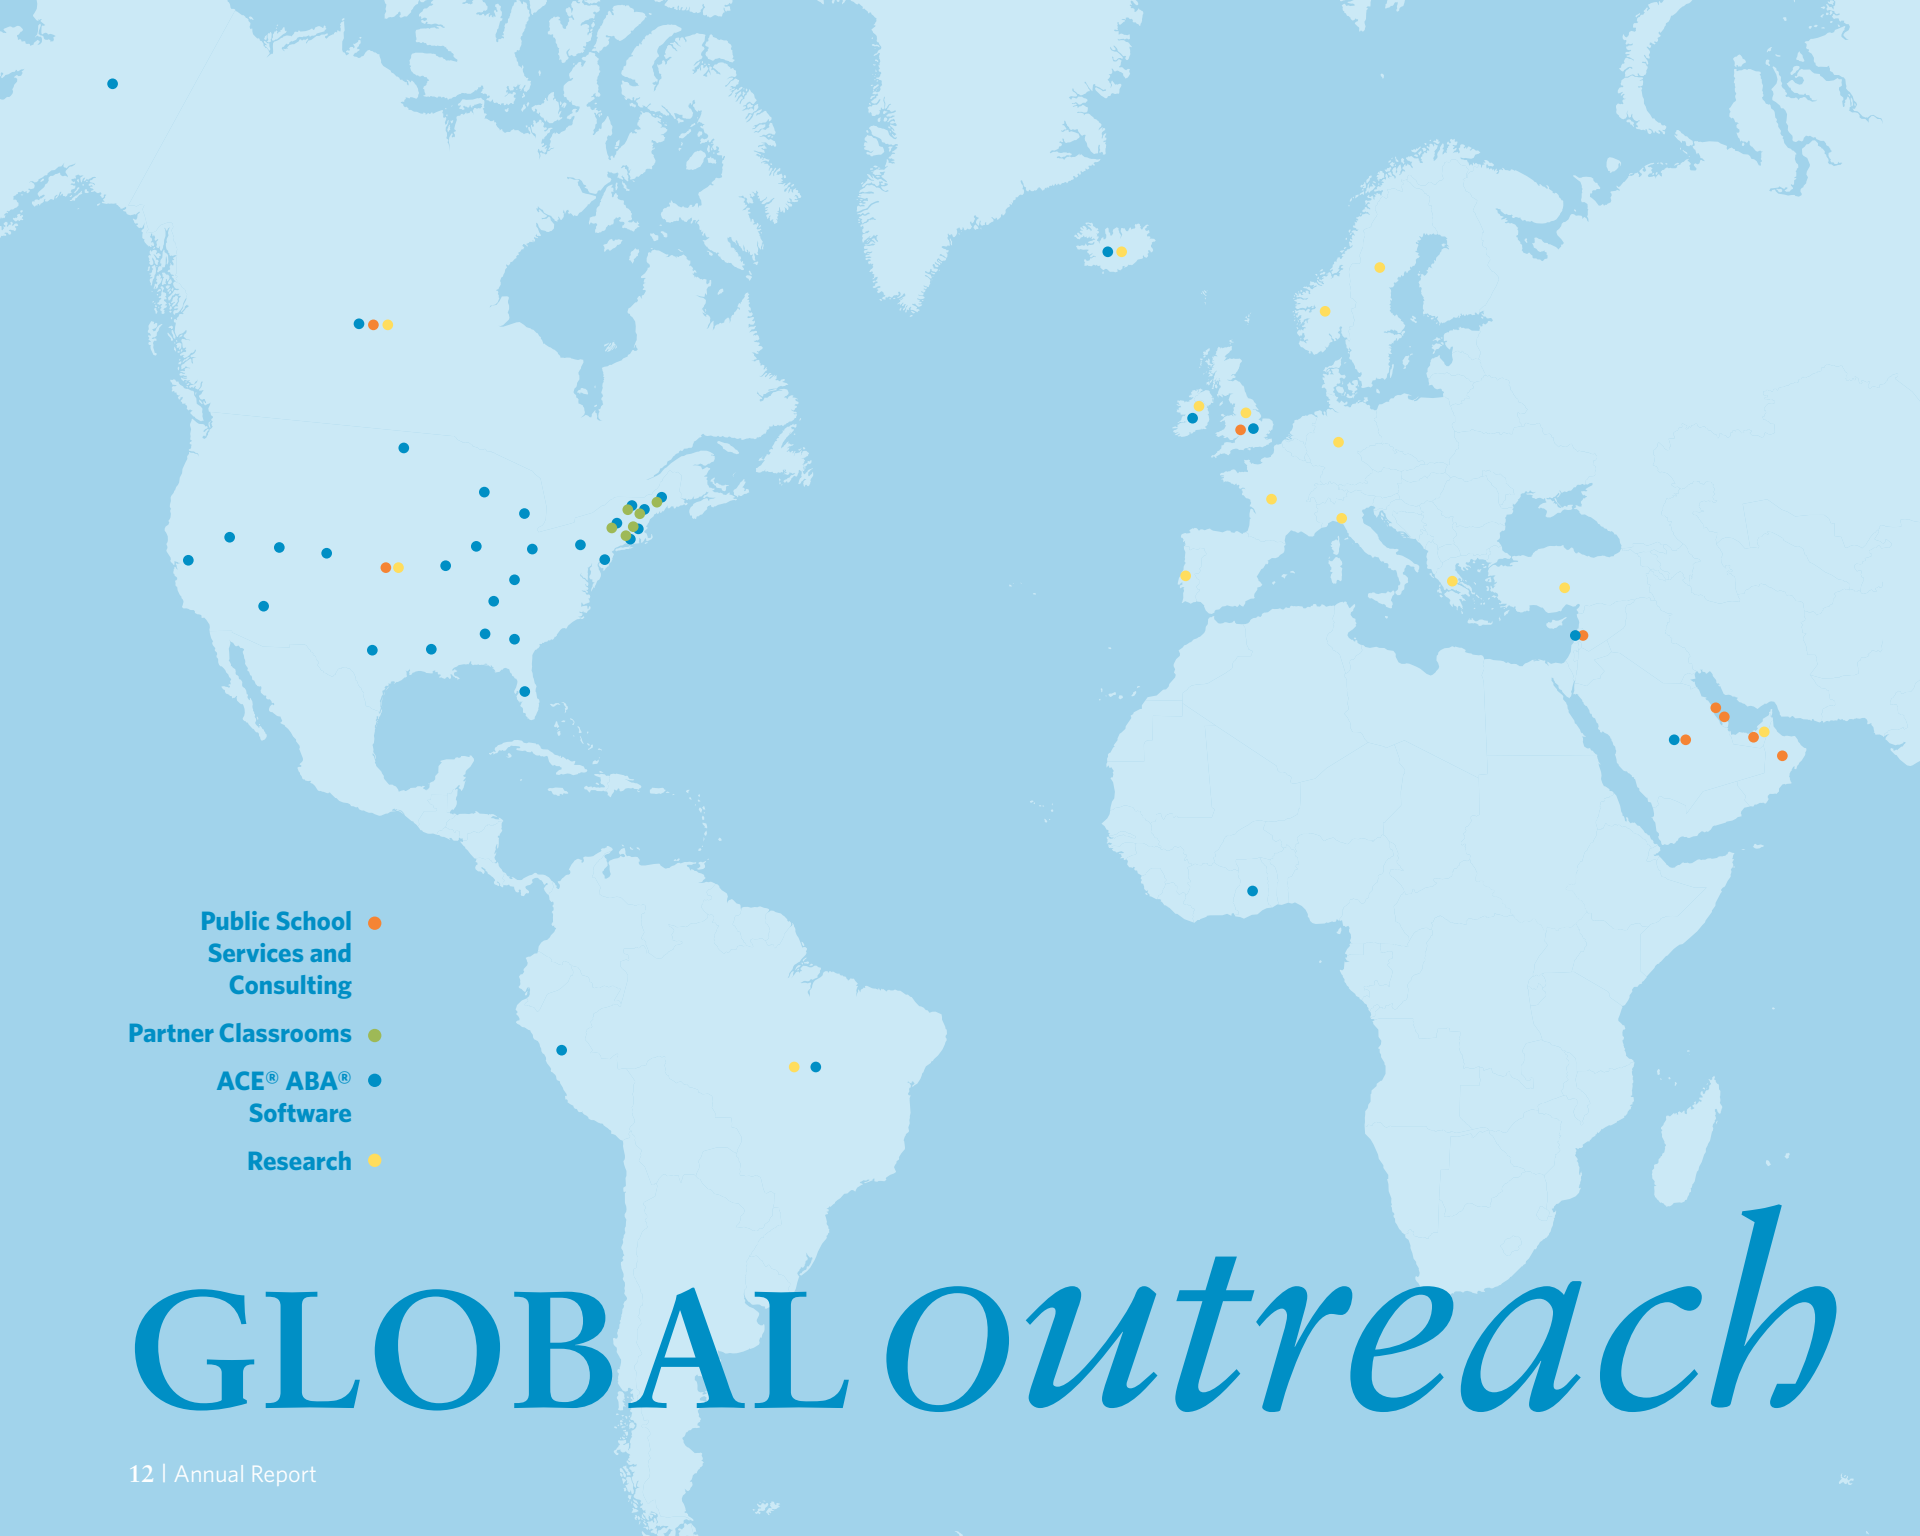 Public School
Services and
Consulting
Partner Classrooms
ACE® ABA®
Software
Research
GLOBAL outreach
12 | Annual Report